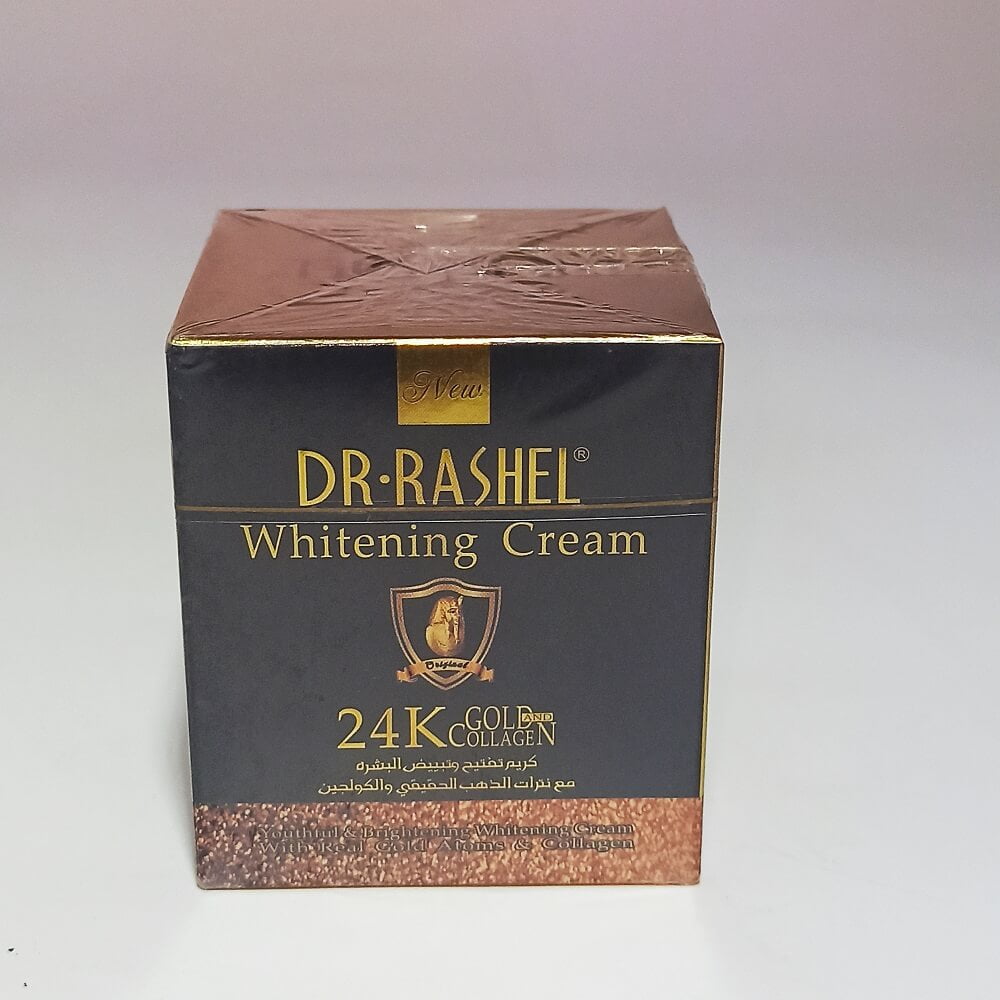 New
DR·RASHEL®
Whitening Cream
Original
24K GOLD AND COLLAGEN
كريم تفتيح وتبييض البشره
مع نترات الذهب الحقيقي والكولجين
Youthful & Brightening Whitening Cream
With Real Gold Atoms & Collagen